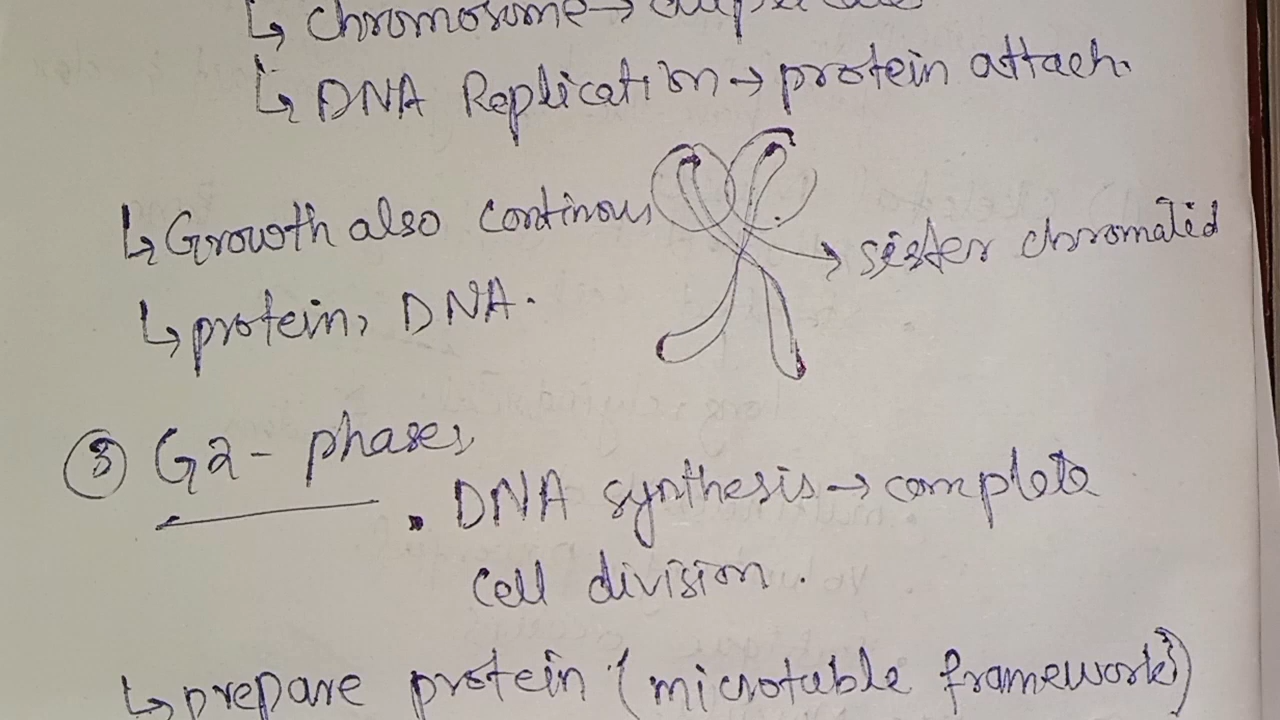 ↳ chromosome →
↳ DNA Replication → protein attach.
↳ Growth also continous
→ sister chromatid
↳ protein, DNA.
③ G2 - phases
• DNA synthesis → complete
cell division.
↳ prepare protein (microtuble framework)